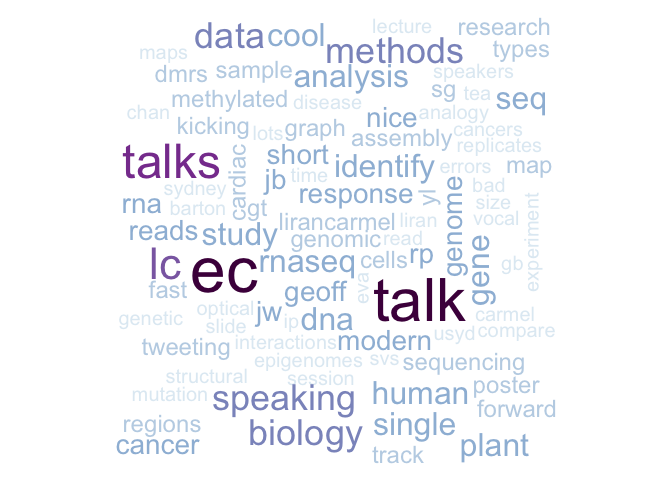 lecture
research
data cool
methods
types
maps
dmrs sample analysis
speakers
sg tea
methylated disease
seq
chan
kicking lots graph nice
analogy
assembly cancers
replicates
talks
short identify errors map
cardiac
jb time
sydney
response yl
bad
size
vocal
rna barton cgt
lirancarmel liran
genome
experiment
reads study genomic read
gene
lc ec rnaseq cells rp
gb
fast
geoff
eva
talk
genetic optical jw ip dna
carmel
slide
modern usyd compare
tweeting interactions
epigenomes svs sequencing
structural session
mutation speaking human poster
forward
regions biology single
cancer
track
plant